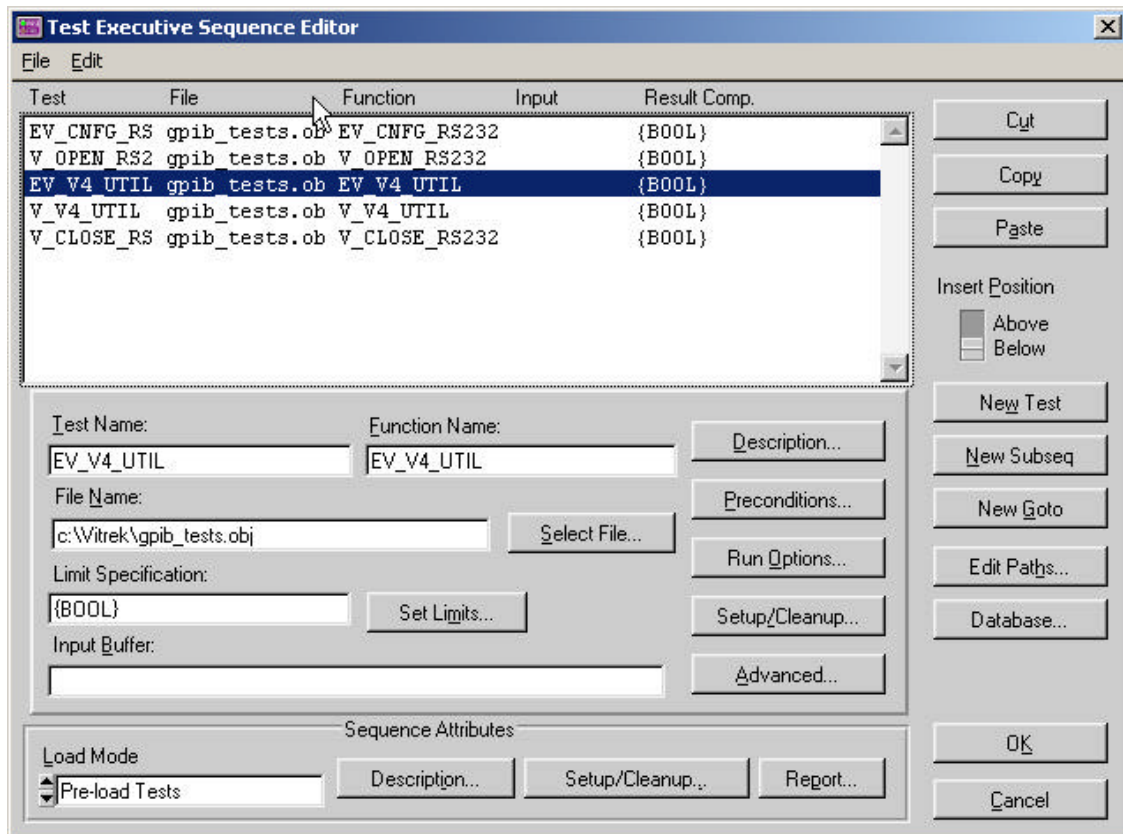 Test Executive Sequence Editor
File Edit
Test File Function Input Result Comp.
EV_CNFG_RS gpib_tests.ob EV_CNFG_RS232 {BOOL}
V_OPEN_RS2 gpib_tests.ob V_OPEN_RS232 {BOOL}
EV_V4_UTIL gpib_tests.ob EV_V4_UTIL {BOOL}
V_V4_UTIL gpib_tests.ob V_V4_UTIL {BOOL}
V_CLOSE_RS gpib_tests.ob V_CLOSE_RS232 {BOOL}
Cut
Copy
Paste
Insert Position
Above
Below
New Test
New Subseq
New Goto
Edit Paths...
Database...
Test Name: Function Name:
EV_V4_UTIL EV_V4_UTIL
Description...
File Name:
Preconditions...
c:\Vitrek\gpib_tests.obj Select File...
Run Options...
Limit Specification:
{BOOL} Set Limits...
Setup/Cleanup...
Input Buffer:
Advanced...
Sequence Attributes
Load Mode
Pre-load Tests
Description... Setup/Cleanup... Report...
OK
Cancel